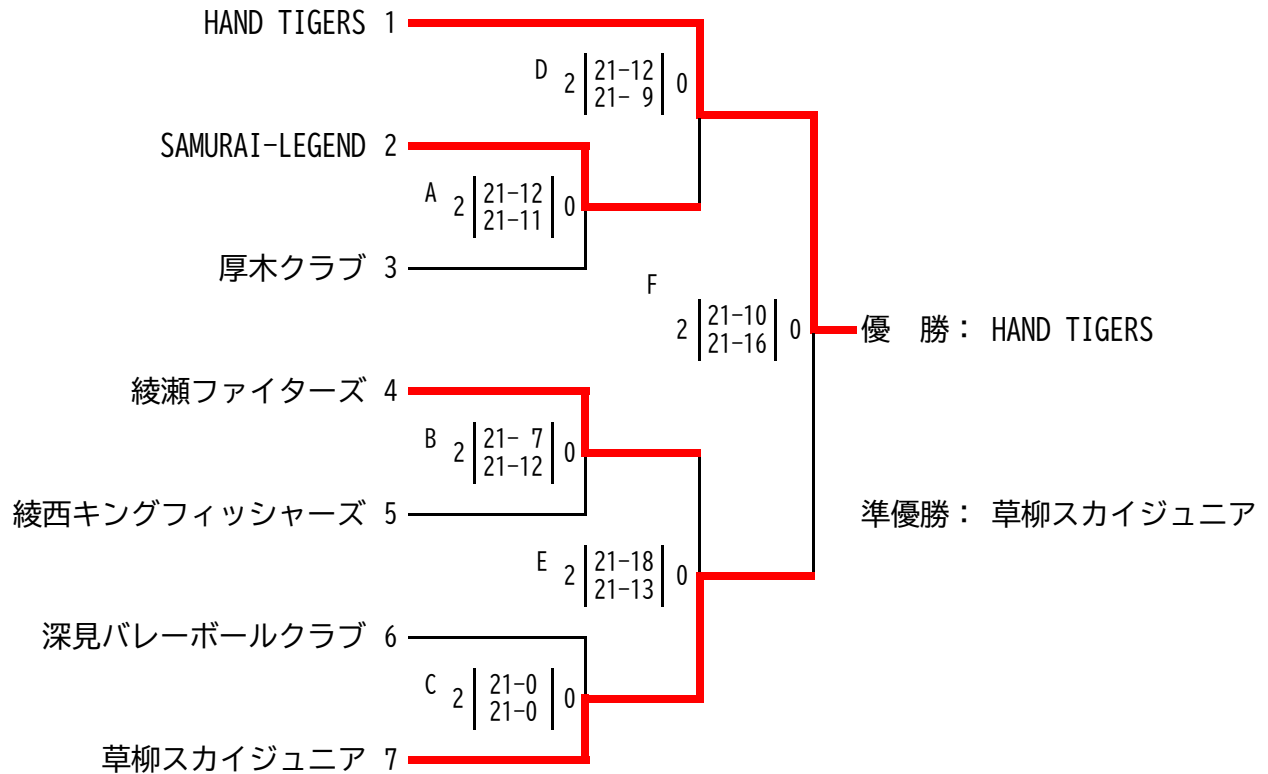 HAND TIGERS 1
D 2 21-12 0
21- 9
SAMURAI-LEGEND 2
A 2 21-12 0
21-11
厚木クラブ 3
F 2 21-10 0
21-16
優　勝： HAND TIGERS
綾瀬ファイターズ 4
B 2 21- 7 0
21-12
綾西キングフィッシャーズ 5
準優勝： 草柳スカイジュニア
E 2 21-18 0
21-13
深見バレーボールクラブ 6
C 2 21-0 0
21-0
草柳スカイジュニア 7